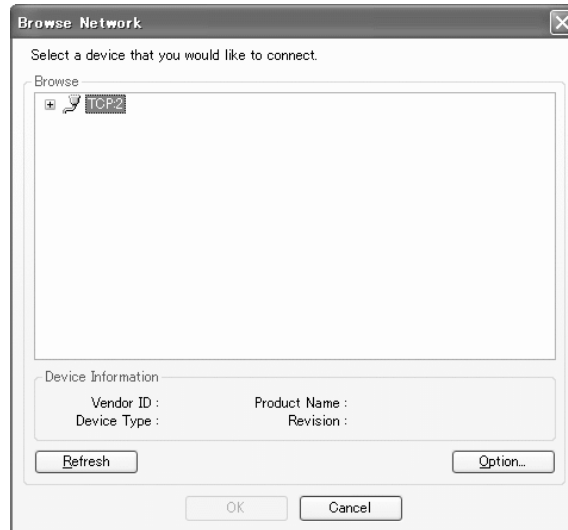 Browse Network
Select a device that you would like to connect.
Browse
TCP:2
Device Information
Vendor ID : Product Name :
Device Type : Revision :
Refresh Option...
OK Cancel